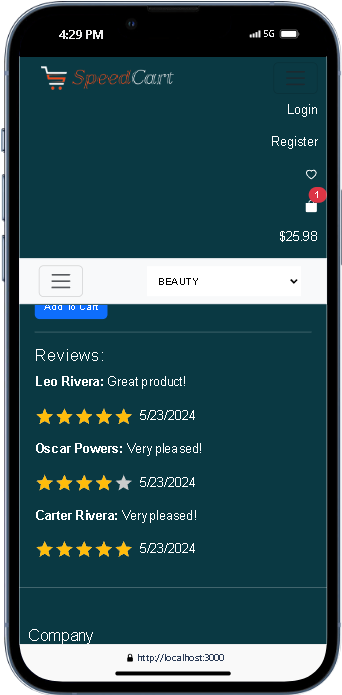 4:29 PM
5G
SpeedCart
Login
Register
1
$25.98
BEAUTY
Add To Cart
Reviews:
Leo Rivera: Great product!
5/23/2024
Oscar Powers: Very pleased!
5/23/2024
Carter Rivera: Very pleased!
5/23/2024
Company
http://localhost:3000